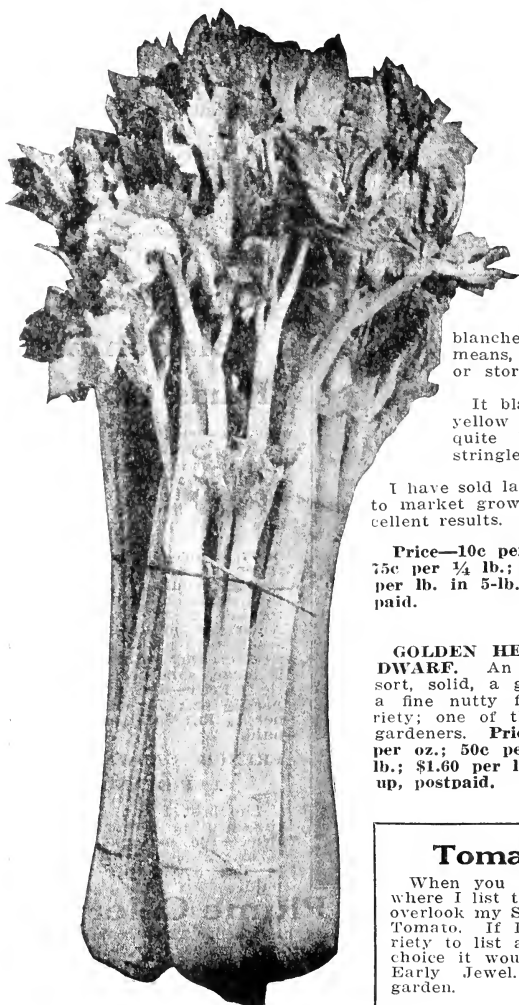 blanche
means,
or stor
It bla
yellow
quite
stringle
I have sold la
to market grow
cellent results.
Price—10c per
75c per ¼ lb.;
per lb. in 5-lb.
paid.
GOLDEN HE
DWARF. An
sort, solid, a g
a fine nutty f
riety; one of t
gardeners. Pric
per oz.; 50c pe
lb.; $1.60 per l
up, postpaid.
Toma
When you
where I list t
overlook my S
Tomato. If I
riety to list a
choice it wou
Early Jewel.
garden.